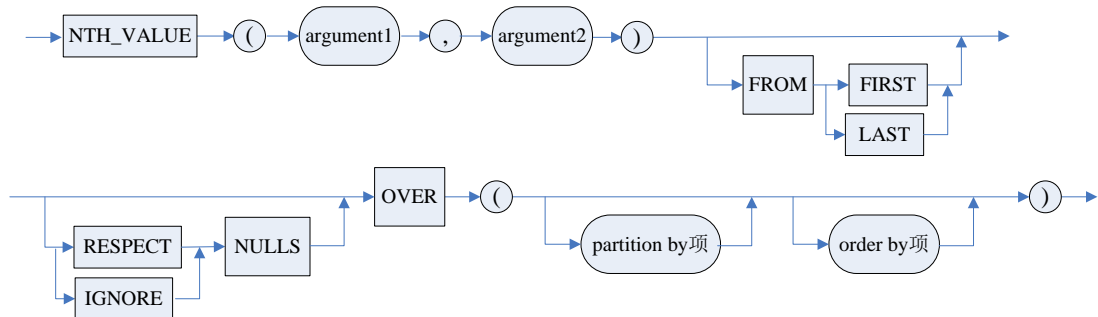 NTH_VALUE ( argument1 , argument2 )
FROM FIRST
LAST
OVER ( )
RESPECT NULLS partition by项 order by项
IGNORE